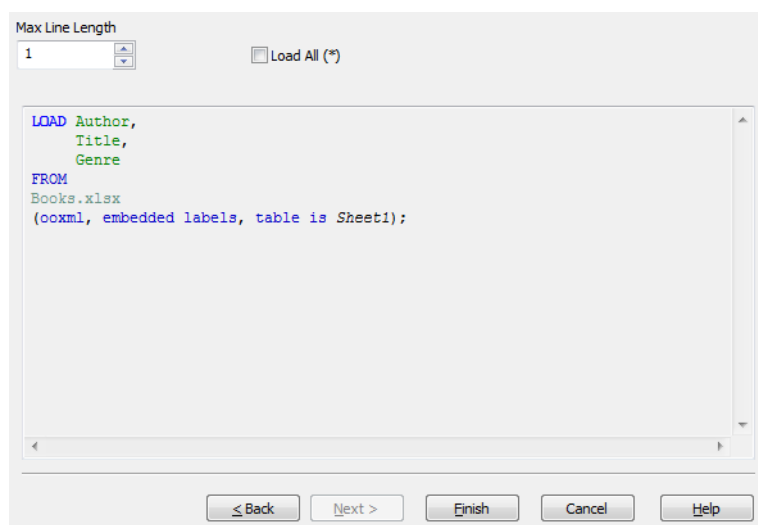 Max Line Length
1
Load All (*)
LOAD Author,
Title,
Genre
FROM
Books.xlsx
(ooxml, embedded labels, table is Sheet1);
< Back
Next >
Finish
Cancel
Help